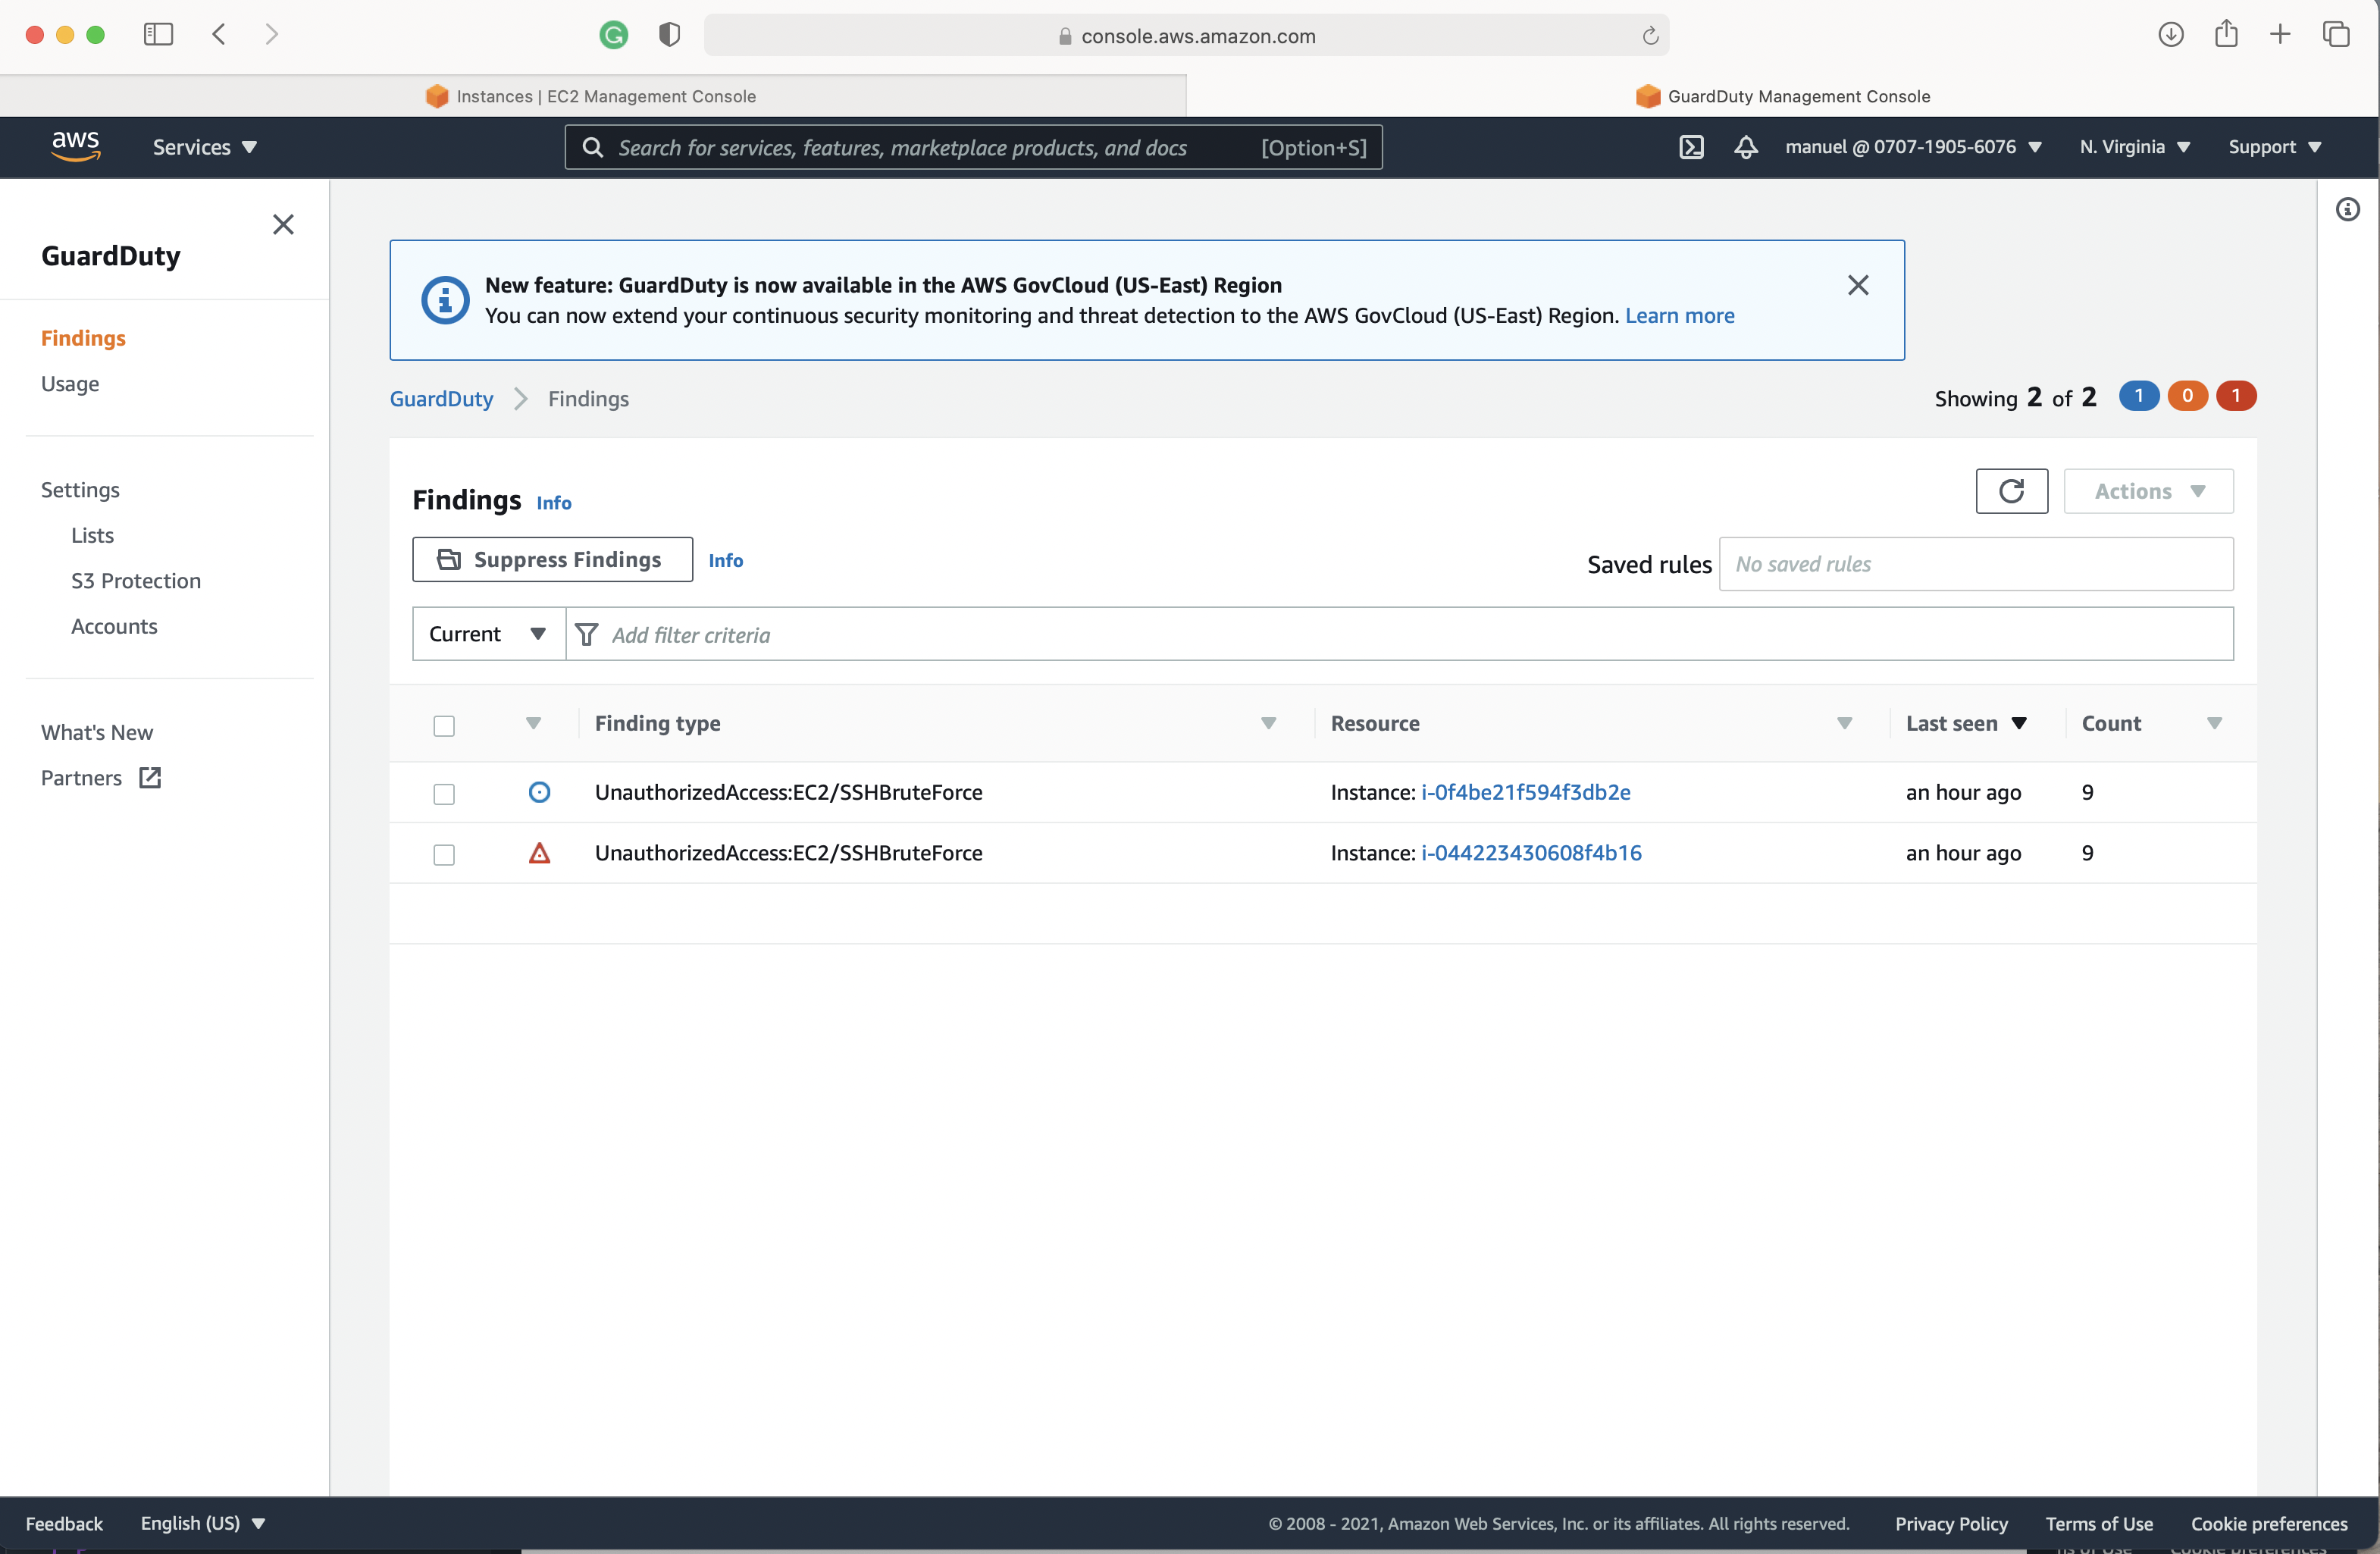 console.aws.amazon.com
Instances | EC2 Management Console
GuardDuty Management Console
aws
Services
Search for services, features, marketplace products, and docs [Option+S]
manuel @ 0707-1905-6076
N. Virginia
Support
GuardDuty
Findings
Usage
Settings
Lists
S3 Protection
Accounts
What's New
Partners
New feature: GuardDuty is now available in the AWS GovCloud (US-East) Region
You can now extend your continuous security monitoring and threat detection to the AWS GovCloud (US-East) Region. Learn more
GuardDuty Findings
Showing 2 of 2 1 0 1
Findings Info
Actions
Suppress Findings Info
Saved rules No saved rules
Current Add filter criteria
Finding type Resource Last seen Count
UnauthorizedAccess:EC2/SSHBruteForce Instance: i-0f4be21f594f3db2e an hour ago 9
UnauthorizedAccess:EC2/SSHBruteForce Instance: i-044223430608f4b16 an hour ago 9
Feedback English (US) © 2008 - 2021, Amazon Web Services, Inc. or its affiliates. All rights reserved. Privacy Policy Terms of Use Cookie preferences